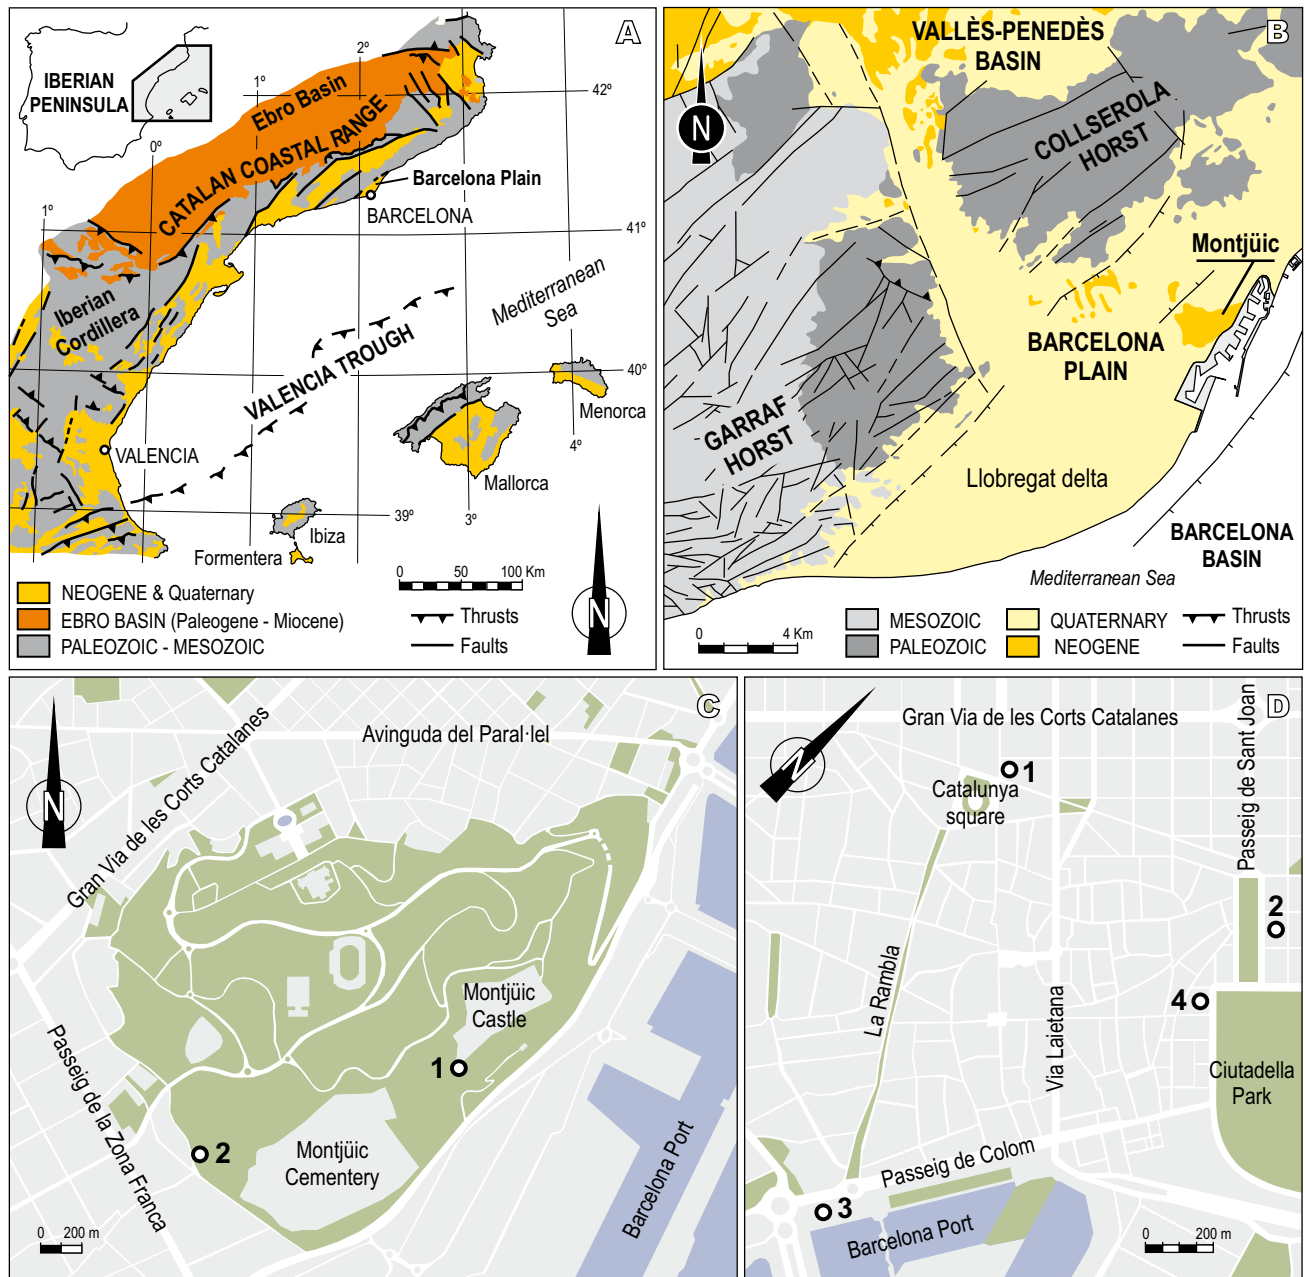 A
IBERIAN
PENINSULA
2º
1º
0º
1º
42º
41º
40º
39º
3º
4º
Ebro Basin
CATALAN COASTAL RANGE
Barcelona Plain
BARCELONA
Iberian
Cordillera
Mediterranean
Sea
VALENCIA TROUGH
Menorca
Mallorca
VALENCIA
Ibiza
Formentera
0 50 100 Km
N
NEOGENE & Quaternary
EBRO BASIN (Paleogene - Miocene)
PALEOZOIC - MESOZOIC
Thrusts
Faults
B
VALLÈS-PENEDÈS
BASIN
N
COLLSEROLA
HORST
Montjüic
BARCELONA
PLAIN
GARRAF
HORST
Llobregat delta
BARCELONA
BASIN
Mediterranean Sea
0 4 Km
MESOZOIC
PALEOZOIC
QUATERNARY
NEOGENE
Thrusts
Faults
C
N
Avinguda del Paral·lel
Gran Via de les Corts Catalanes
Montjüic
Castle
1
2
Montjüic
Cementery
Passeig de la Zona Franca
Barcelona Port
0 200 m
D
N
Gran Via de les Corts Catalanes
Passeig de Sant Joan
1
Catalunya
square
2
La Rambla
4
Via Laietana
Ciutadella
Park
Passeig de Colom
3
Barcelona Port
0 200 m